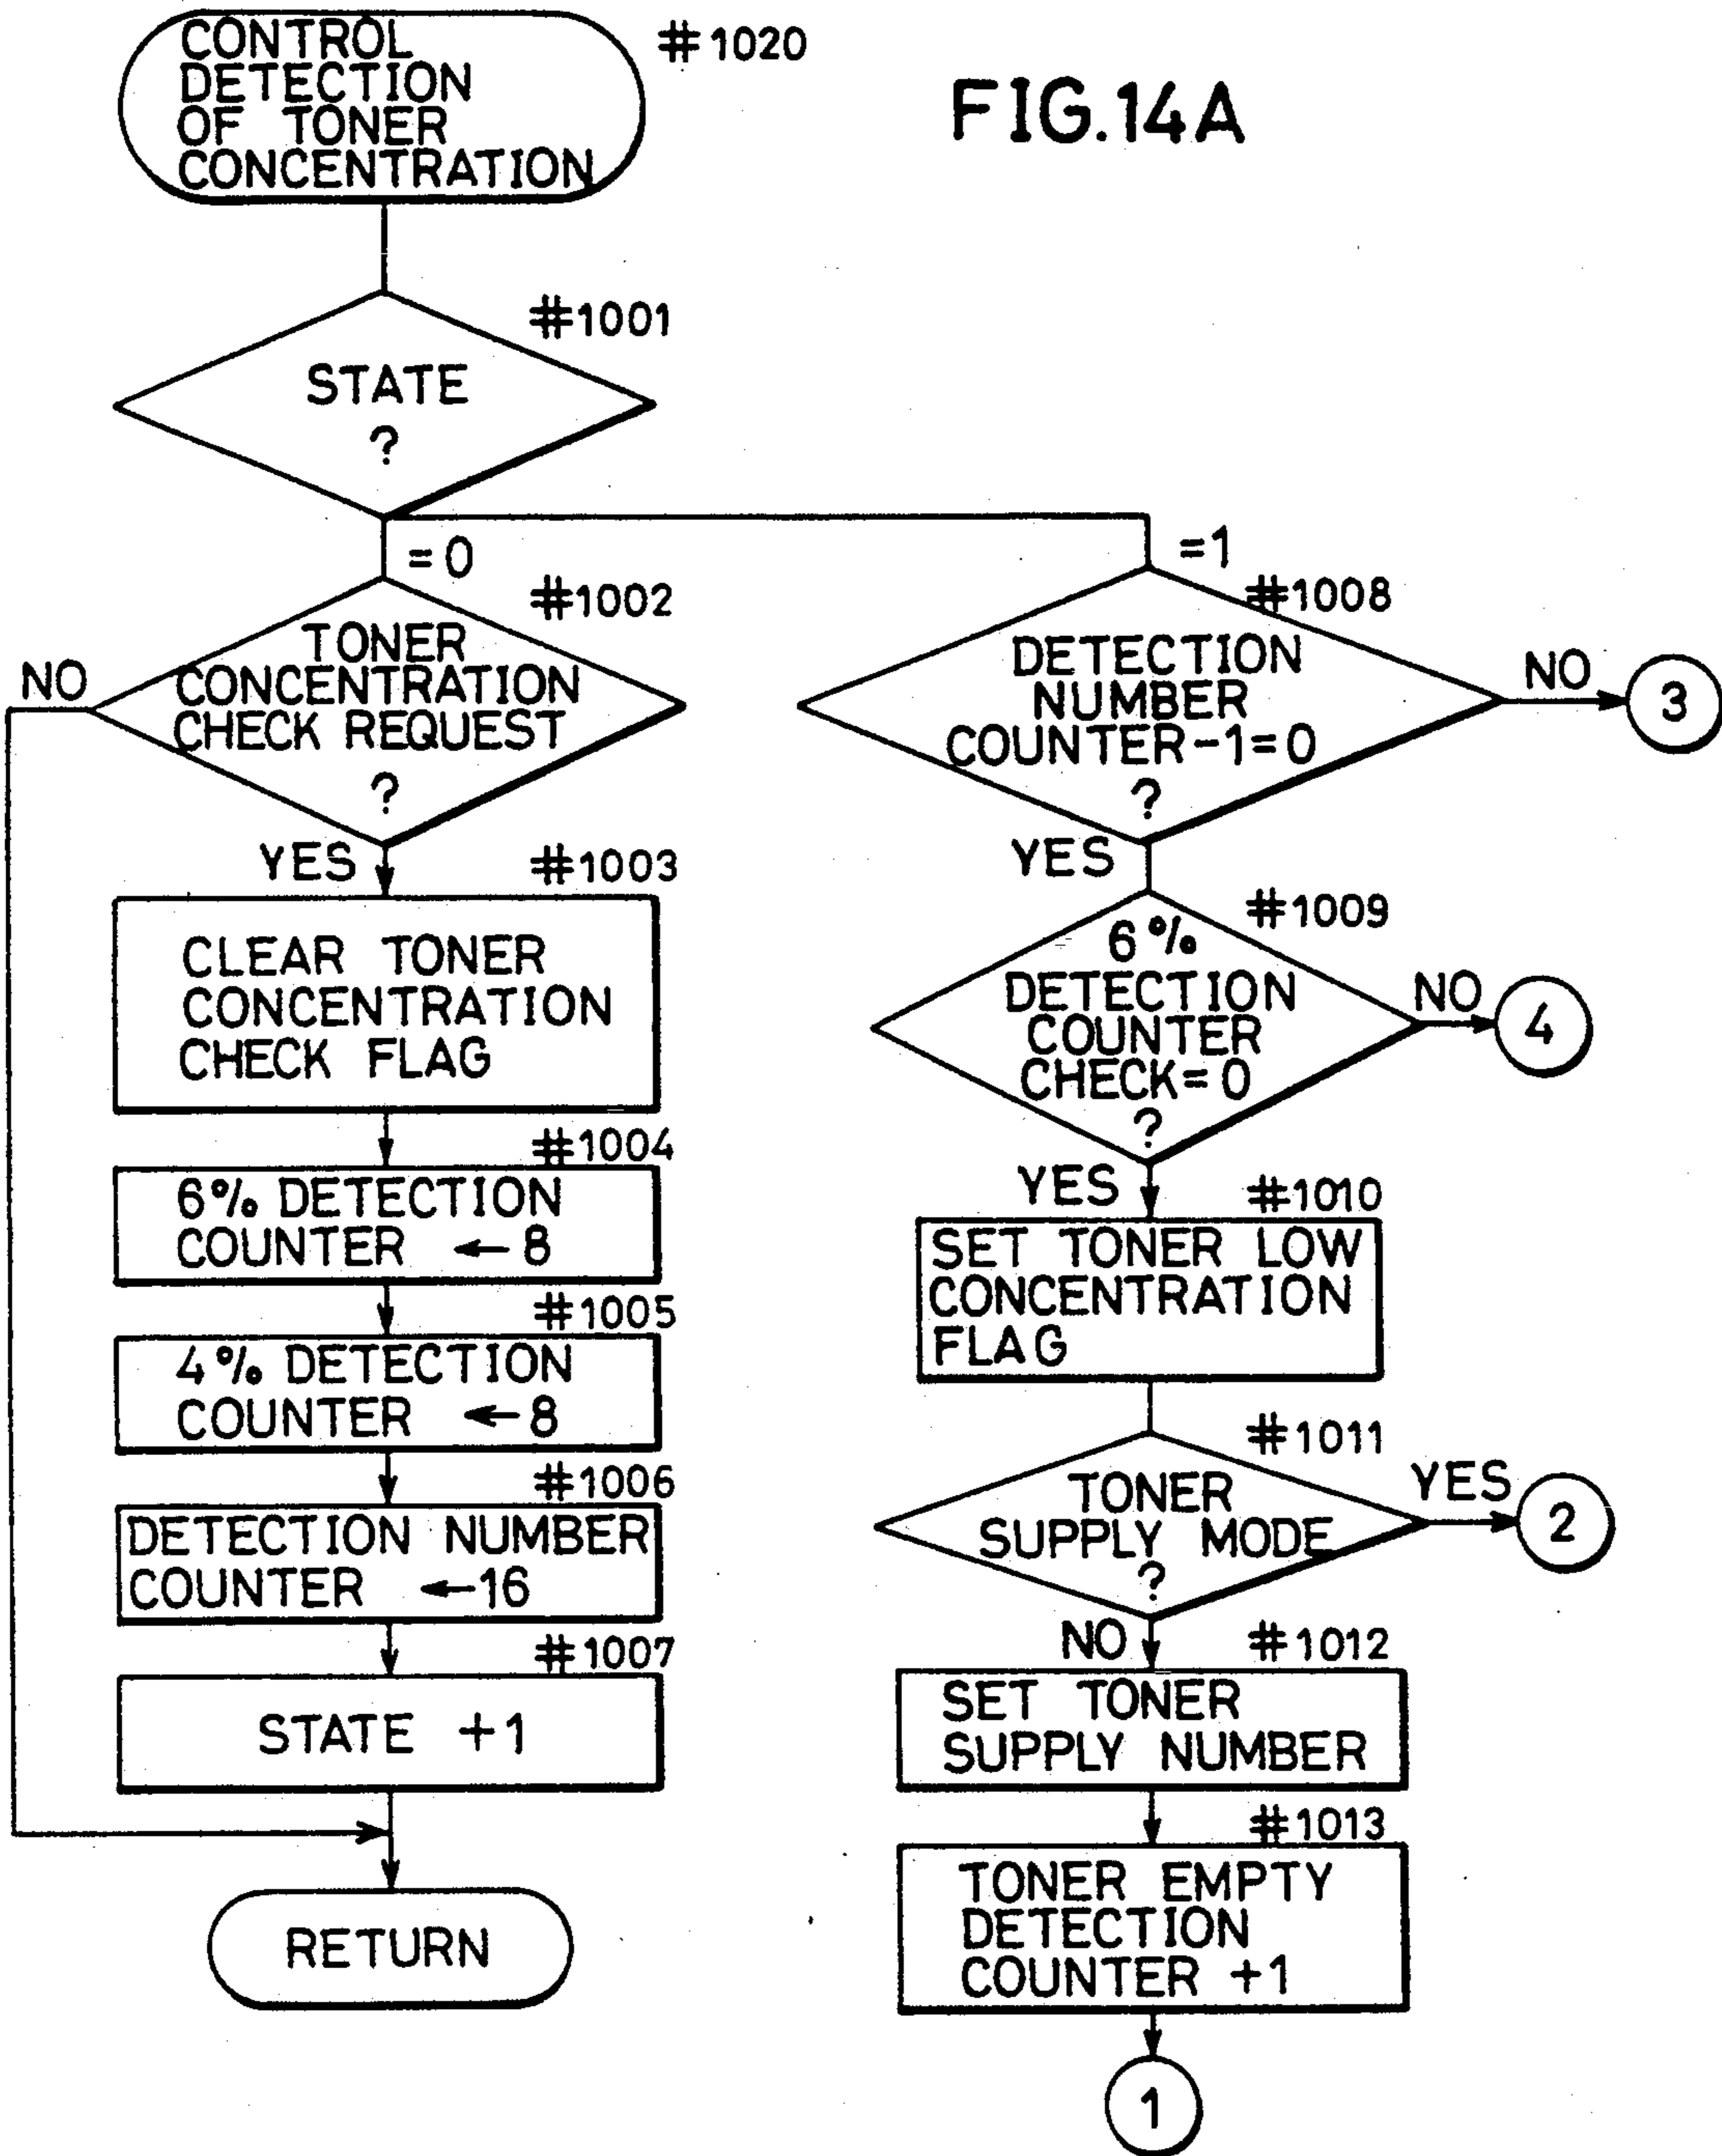 CONTROL
DETECTION
OF TONER
CONCENTRATION
#1020
FIG.14A
#1001
STATE
?
=0
#1002
TONER
CONCENTRATION
CHECK REQUEST
?
NO
YES
#1003
CLEAR TONER
CONCENTRATION
CHECK FLAG
#1004
6% DETECTION
COUNTER ←8
#1005
4% DETECTION
COUNTER ←8
#1006
DETECTION NUMBER
COUNTER ←16
#1007
STATE +1
RETURN
=1
#1008
DETECTION
NUMBER
COUNTER-1=0
?
NO
3
YES
#1009
6%
DETECTION
COUNTER
CHECK=0
?
NO
4
YES
#1010
SET TONER LOW
CONCENTRATION
FLAG
#1011
TONER
SUPPLY MODE
?
YES
2
NO
#1012
SET TONER
SUPPLY NUMBER
#1013
TONER EMPTY
DETECTION
COUNTER +1
1